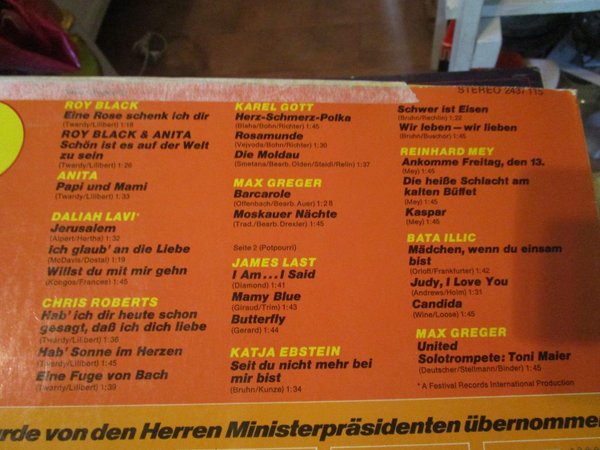 STEREO 2437 115
ROY BLACK
Eine Rose schenk ich dir
(Twardy/Lilibert) 1:18
ROY BLACK & ANITA
Schön ist es auf der Welt
zu sein
(Twardy/Lilibert) 1:26
ANITA
Papi und Mami
(Twardy/Lilibert) 1:33
DALIAH LAVI*
Jerusalem
(Alpert/Hertha) 1:32
Ich glaub' an die Liebe
(McDavis/Dostal) 1:19
Willst du mit mir gehn
(Kongos/Frances) 1:45
CHRIS ROBERTS
Hab' ich dir heute schon
gesagt, daß ich dich liebe
(Twardy/Lilibert) 1:36
Hab' Sonne im Herzen
(Twardy/Lilibert) 1:45
Eine Fuge von Bach
(Twardy/Lilibert) 1:39
KAREL GOTT
Herz-Schmerz-Polka
(Blaha/Bohn/Richter) 1:45
Rosamunde
(Vejvoda/Bohn/Richter) 1:30
Die Moldau
(Smetana/Bearb. Olden/Staidl/Relin) 1:37
MAX GREGER
Barcarole
(Offenbach/Bearb. Auer) 1:28
Moskauer Nächte
(Trad./Bearb. Drexler) 1:45
Seite 2 (Potpourri)
JAMES LAST
I Am...I Said
(Diamond) 1:41
Mamy Blue
(Giraud/Trim) 1:43
Butterfly
(Gerard) 1:44
KATJA EBSTEIN
Seit du nicht mehr bei
mir bist
(Bruhn/Kunze) 1:34
Schwer ist Eisen
(Bruhn/Rechlin) 1:22
Wir leben – wir lieben
(Bruhn/Buschor) 1:45
REINHARD MEY
Ankomme Freitag, den 13.
(Mey) 1:45
Die heiße Schlacht am
kalten Büffet
(Mey) 1:45
Kaspar
(Mey) 1:45
BATA ILLIC
Mädchen, wenn du einsam
bist
(Orloff/Frankfurter) 1:42
Judy, I Love You
(Andrews/Holm) 1:31
Candida
(Wine/Loose) 1:45
MAX GREGER
United
Solotrompete: Toni Maier
(Deutscher/Stellmann/Binder) 1:45
* A Festival Records International Production
urde von den Herren Ministerpräsidenten übernommen